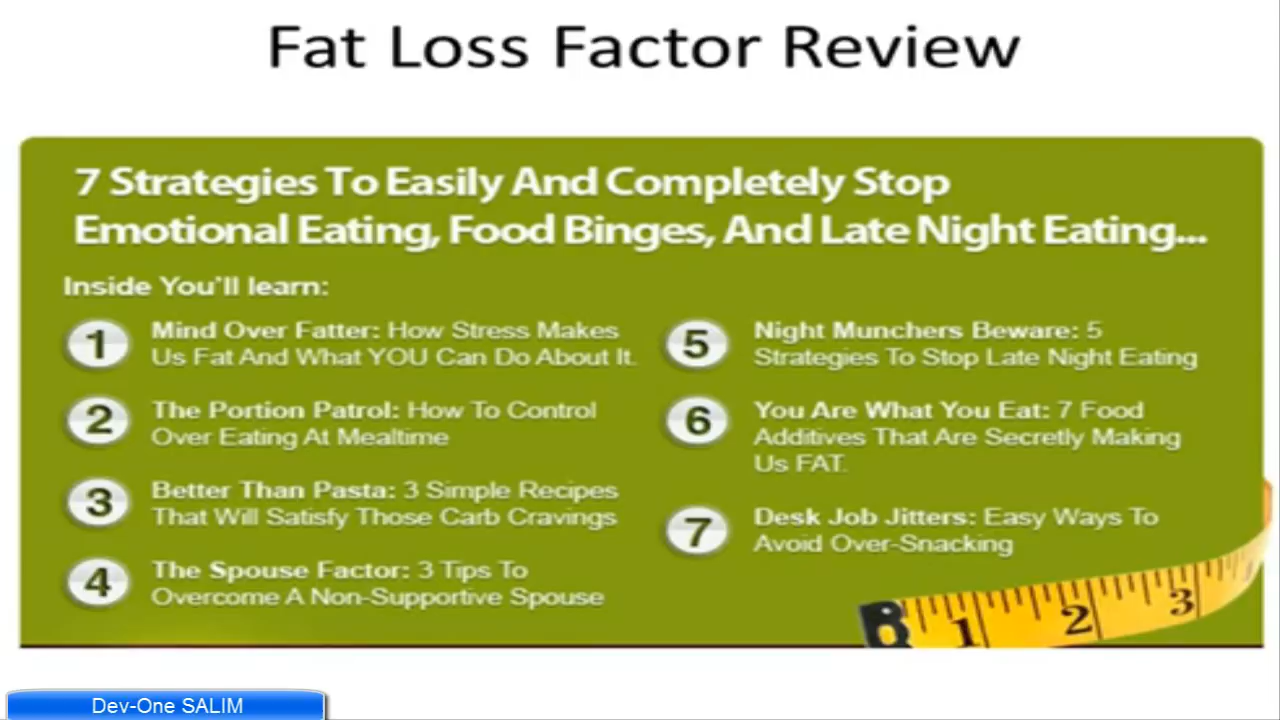 Fat Loss Factor Review
7 Strategies To Easily And Completely Stop
Emotional Eating, Food Binges, And Late Night Eating...
Inside You'll learn:
1
Mind Over Fatter: How Stress Makes
Us Fat And What YOU Can Do About It.
2
The Portion Patrol: How To Control
Over Eating At Mealtime
3
Better Than Pasta: 3 Simple Recipes
That Will Satisfy Those Carb Cravings
4
The Spouse Factor: 3 Tips To
Overcome A Non-Supportive Spouse
5
Night Munchers Beware: 5
Strategies To Stop Late Night Eating
6
You Are What You Eat: 7 Food
Additives That Are Secretly Making
Us FAT.
7
Desk Job Jitters: Easy Ways To
Avoid Over-Snacking
1 2 3
Dev-One SALIM